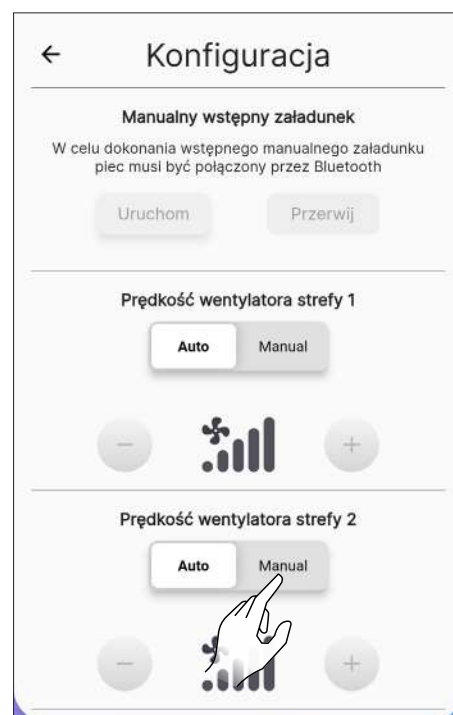 Konfiguracja
Manualny wstępny załadunek
W celu dokonania wstępnego manualnego załadunku
piec musi być połączony przez Bluetooth
Uruchom Przerwij
Prędkość wentylatora strefy 1
Auto Manual
Prędkość wentylatora strefy 2
Auto Manual